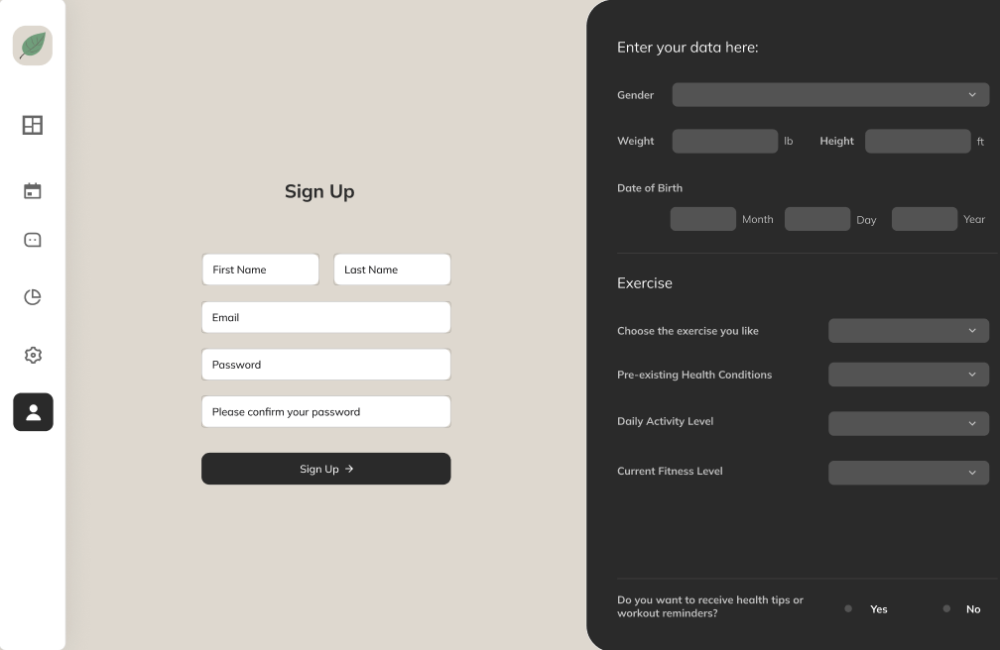 Sign Up
First Name
Last Name
Email
Password
Please confirm your password
Sign Up →
Enter your data here:
Gender
Weight lb Height ft
Date of Birth
Month Day Year
Exercise
Choose the exercise you like
Pre-existing Health Conditions
Daily Activity Level
Current Fitness Level
Do you want to receive health tips or
workout reminders?
Yes No